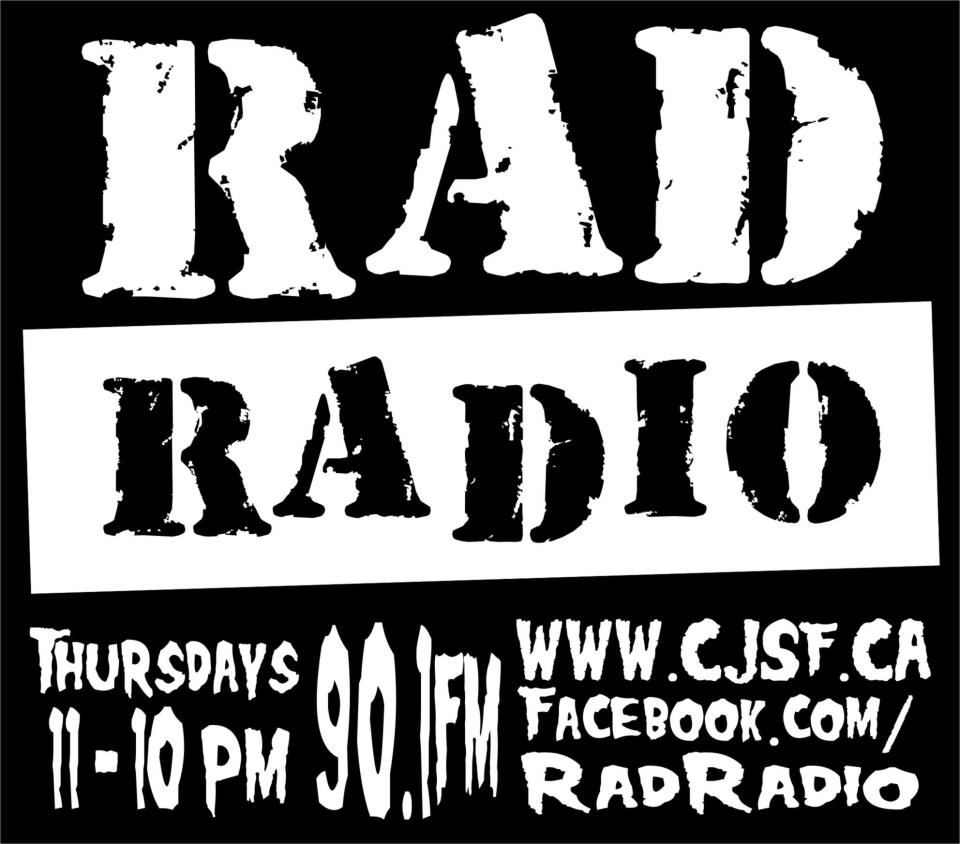 RAD
RADIO
THURSDAYS
11-10 PM
90.1FM
WWW.CJSF.CA
FACEBOOK.COM/
RADRADIO